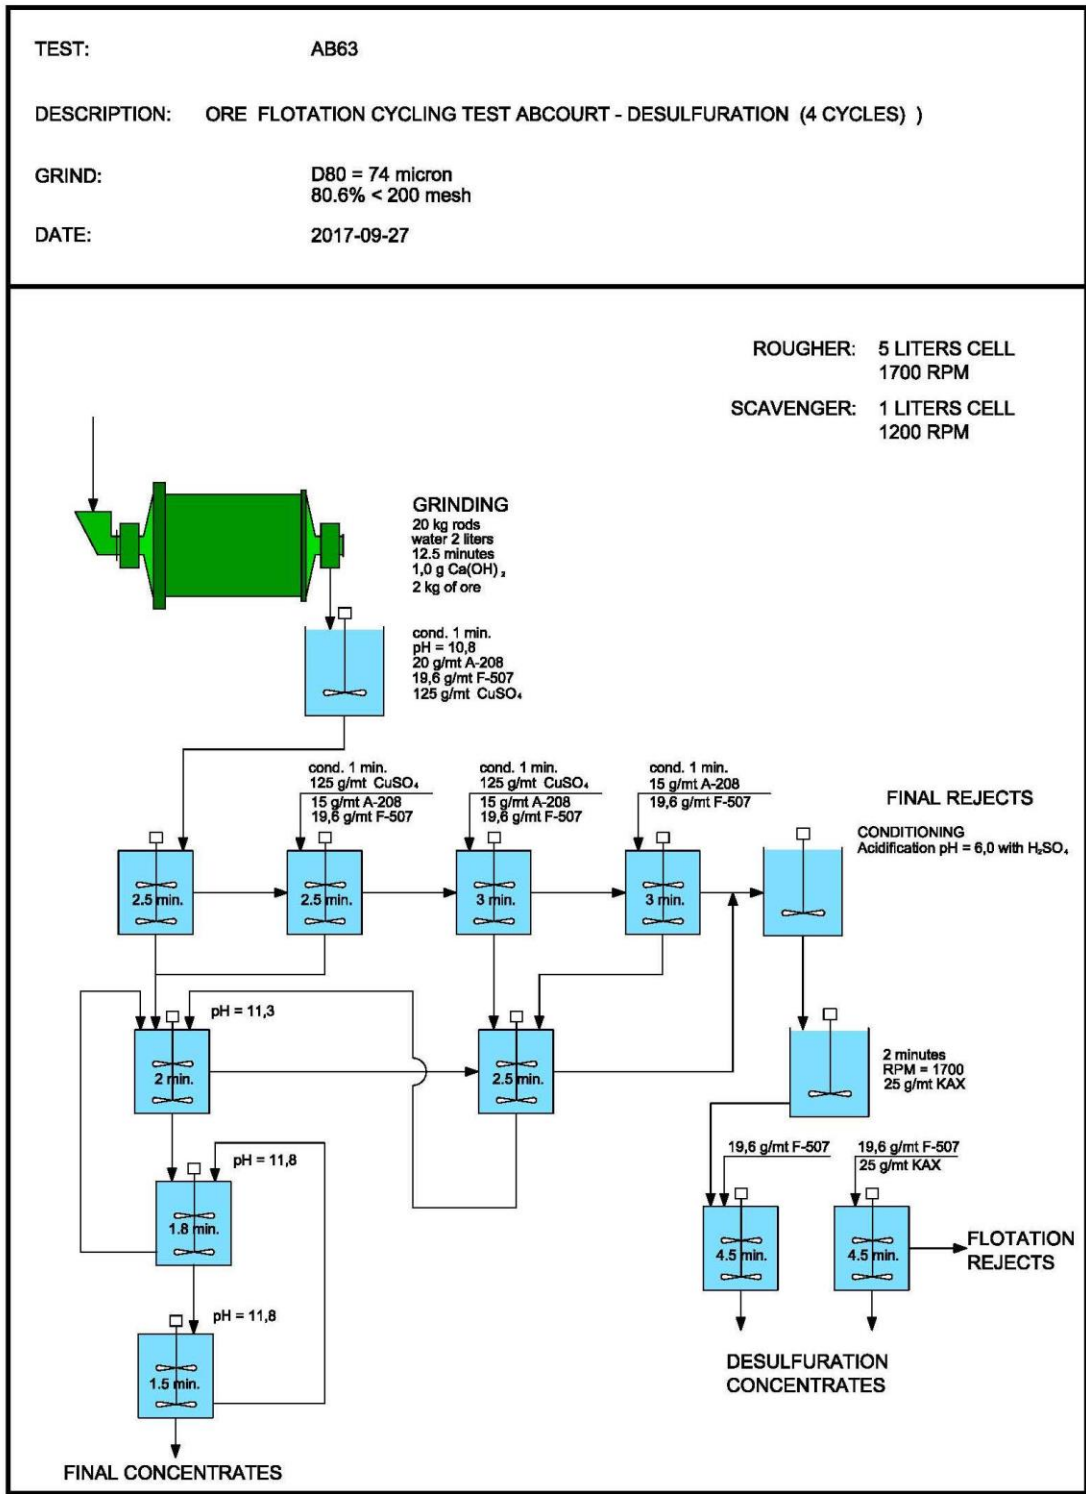 TEST: AB63
DESCRIPTION: ORE FLOTATION CYCLING TEST ABCOURT - DESULFURATION (4 CYCLES) )
GRIND: D80 = 74 micron
80.6% < 200 mesh
DATE: 2017-09-27
ROUGHER: 5 LITERS CELL
1700 RPM
SCAVENGER: 1 LITERS CELL
1200 RPM
GRINDING
20 kg rods
water 2 liters
12.5 minutes
1,0 g Ca(OH)₂
2 kg of ore
cond. 1 min.
pH = 10,8
20 g/mt A-208
19,6 g/mt F-507
125 g/mt CuSO₄
cond. 1 min.
125 g/mt CuSO₄
15 g/mt A-208
19,6 g/mt F-507
cond. 1 min.
125 g/mt CuSO₄
15 g/mt A-208
19,6 g/mt F-507
cond. 1 min.
15 g/mt A-208
19,6 g/mt F-507
FINAL REJECTS
CONDITIONING
Acidification pH = 6,0 with H₂SO₄
2.5 min.
2.5 min.
3 min.
3 min.
pH = 11,3
2 min.
2.5 min.
2 minutes
RPM = 1700
25 g/mt KAX
pH = 11,8
1.8 min.
19,6 g/mt F-507
19,6 g/mt F-507
25 g/mt KAX
4.5 min.
4.5 min.
FLOTATION
REJECTS
pH = 11,8
1.5 min.
DESULFURATION
CONCENTRATES
FINAL CONCENTRATES